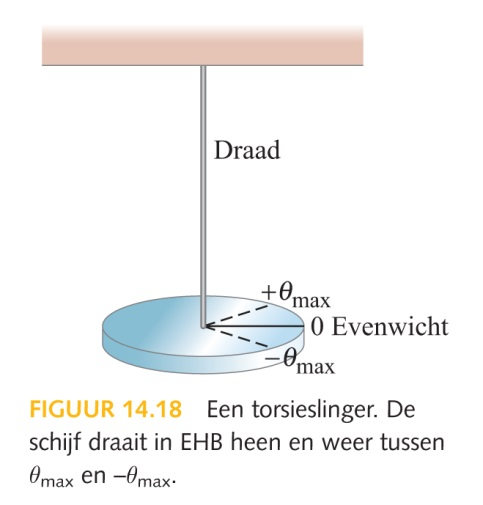 Draad
+θmax
0 Evenwicht
−θmax
FIGUUR 14.18 Een torsieslinger. De
schijf draait in EHB heen en weer tussen
θmax en –θmax.